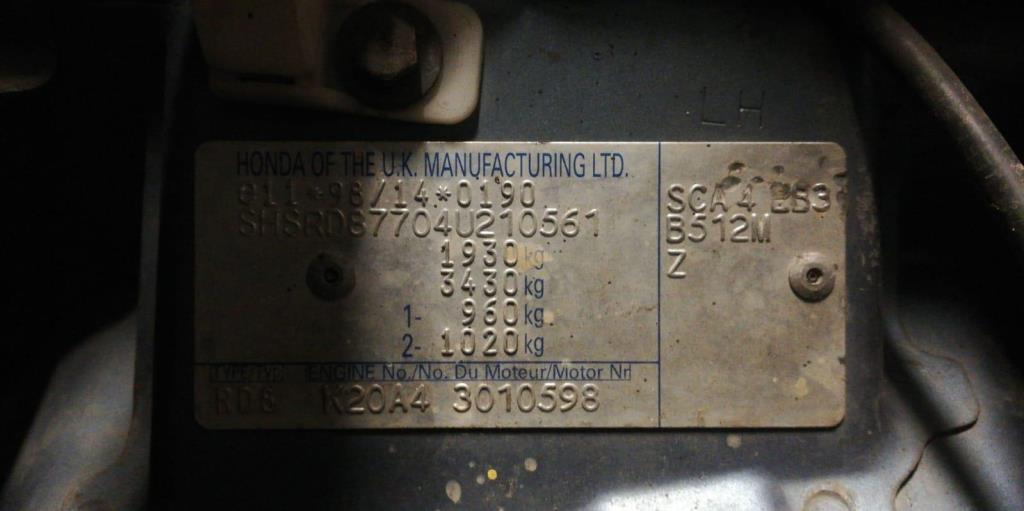 LH
HONDA OF THE U.K. MANUFACTURING LTD.
e11*98/14*0190
SHSRD87704U210561
1930kg
3430kg
1- 960kg
2- 1020kg
SCA4 EB3
B512M
Z
TYPE/TYP: ENGINE No./No. Du Moteur/Motor Nr
RD8 K20A4 3010598